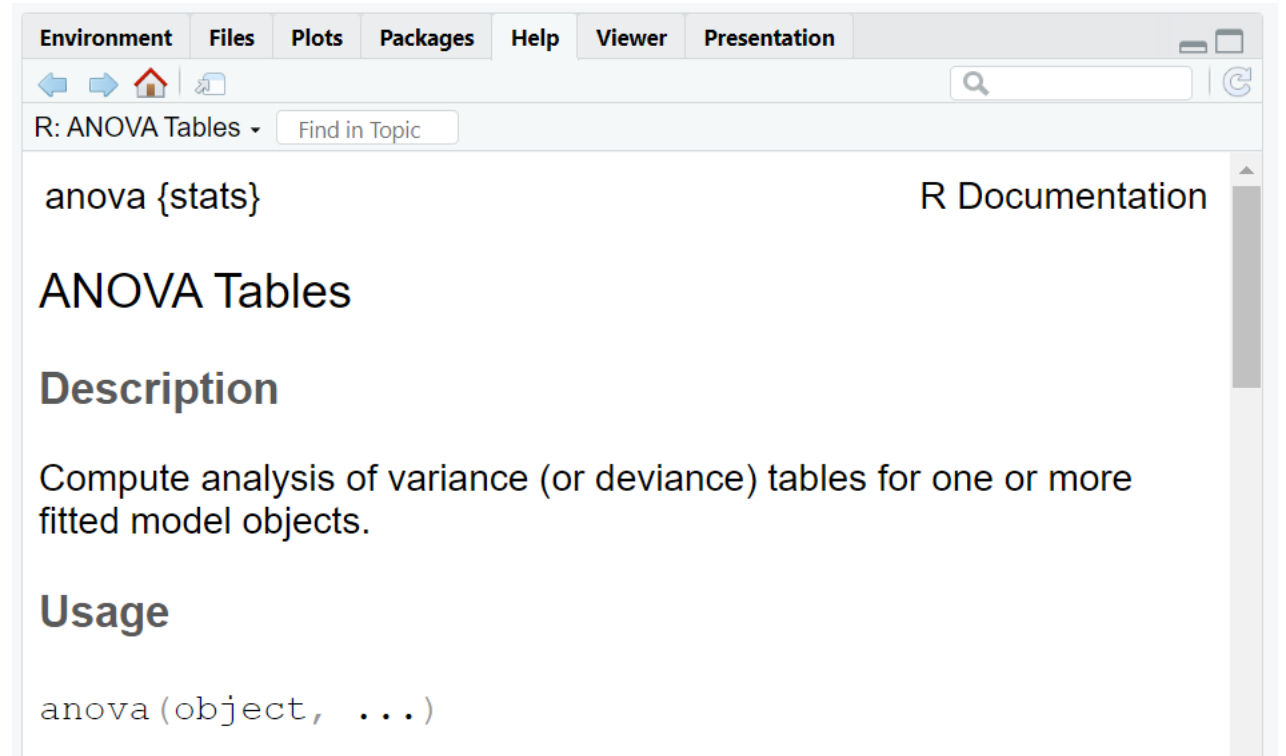 Environment Files Plots Packages Help Viewer Presentation
R: ANOVA Tables Find in Topic
anova {stats} R Documentation
ANOVA Tables
Description
Compute analysis of variance (or deviance) tables for one or more
fitted model objects.
Usage
anova(object, ...)